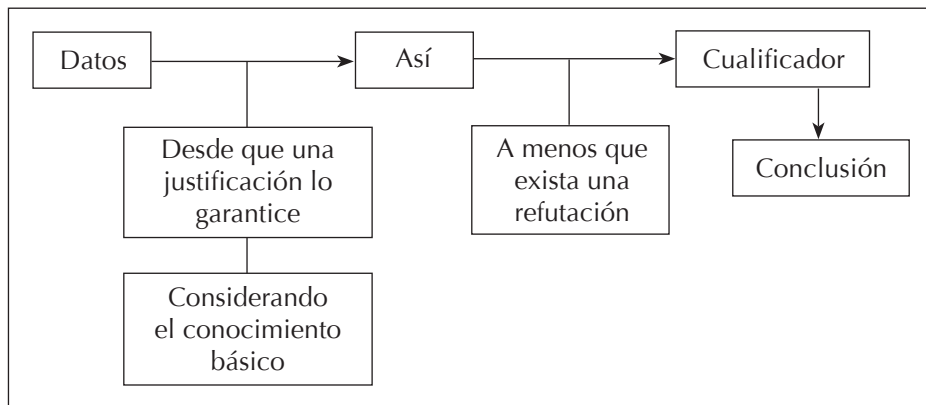 Datos
Así
Cualificador
Desde que una
justificación lo
garantice
A menos que
exista una
refutación
Conclusión
Considerando
el conocimiento
básico